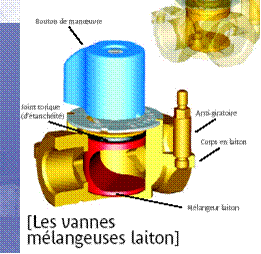 Bouton de manœuvre
Joint torique
(d'étanchéité)
Anti-giratoire
Corps en laiton
Mélangeur laiton
[Les vannes
mélangeuses laiton]